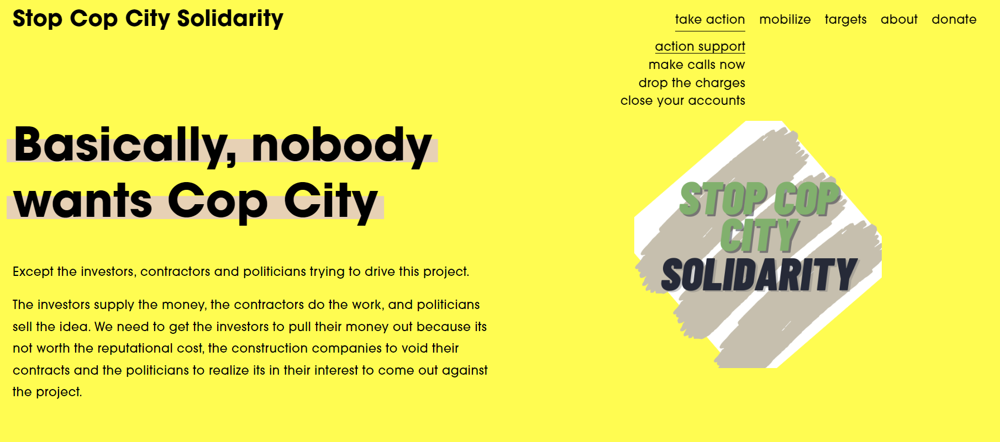 Stop Cop City Solidarity
take action mobilize targets about donate
action support
make calls now
drop the charges
close your accounts
Basically, nobody
wants Cop City
Except the investors, contractors and politicians trying to drive this project.
The investors supply the money, the contractors do the work, and politicians
sell the idea. We need to get the investors to pull their money out because its
not worth the reputational cost, the construction companies to void their
contracts and the politicians to realize its in their interest to come out against
the project.
STOP COP
CITY
SOLIDARITY